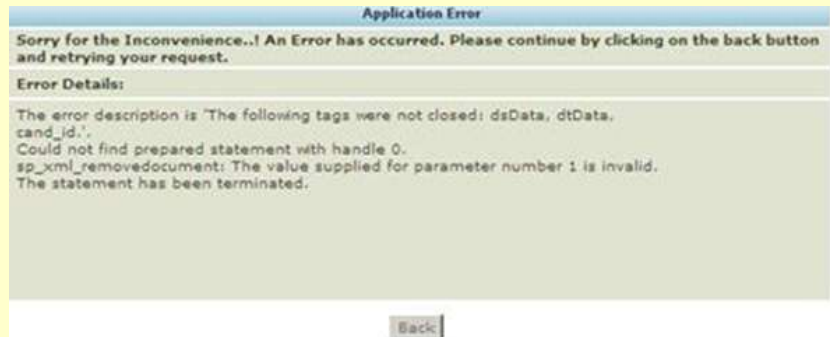 Application Error
Sorry for the Inconvenience..! An Error has occurred. Please continue by clicking on the back button
and retrying your request.
Error Details:
The error description is 'The following tags were not closed: dsData, dtData,
cand_id.'.
Could not find prepared statement with handle 0.
sp_xml_removedocument: The value supplied for parameter number 1 is invalid.
The statement has been terminated.
Back